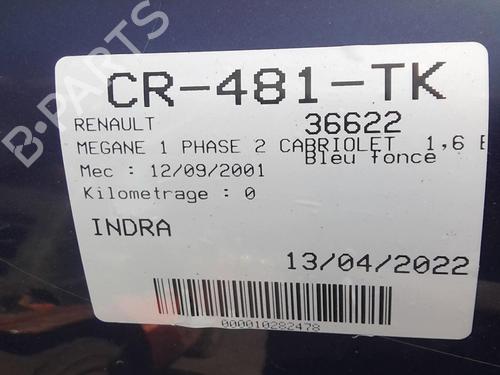 CR-481-TK
RENAULT 36622
MEGANE 1 PHASE 2 CABRIOLET 1,6 E
Bleu fonce
Mec : 12/09/2001
Kilometrage : 0
INDRA
13/04/2022
000010282478
B-PARTS